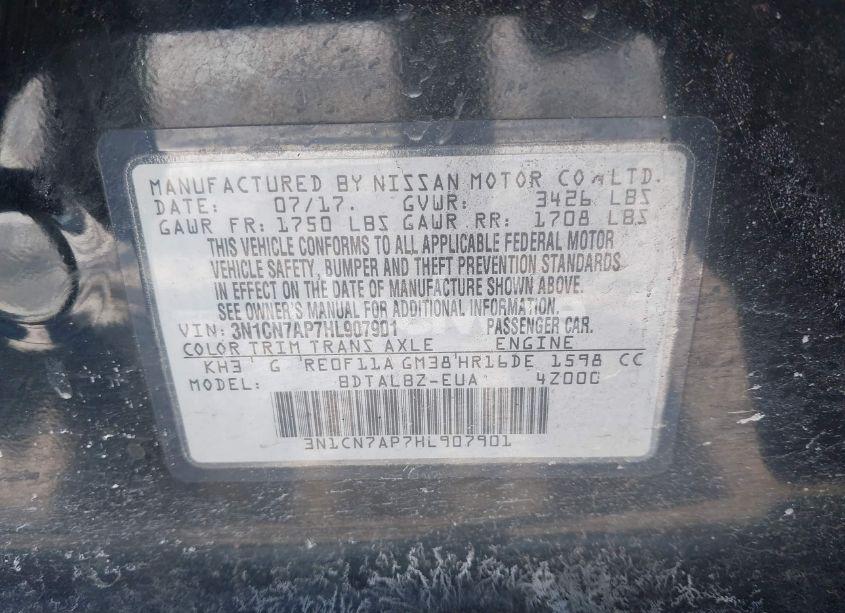 MANUFACTURED BY NISSAN MOTOR CO., LTD.
DATE: 07/17. GVWR: 3426 LBS
GAWR FR: 1750 LBS GAWR RR: 1708 LBS
THIS VEHICLE CONFORMS TO ALL APPLICABLE FEDERAL MOTOR
VEHICLE SAFETY, BUMPER AND THEFT PREVENTION STANDARDS
IN EFFECT ON THE DATE OF MANUFACTURE SHOWN ABOVE.
SEE OWNER'S MANUAL FOR ADDITIONAL INFORMATION.
VIN: 3N1CN7AP7HL907901 PASSENGER CAR.
COLOR TRIM TRANS AXLE ENGINE
KH3 G RE0F11A GM38 HR16DE 1598 CC
MODEL: BDTALBZ-EUA 4Z000
3N1CN7AP7HL907901